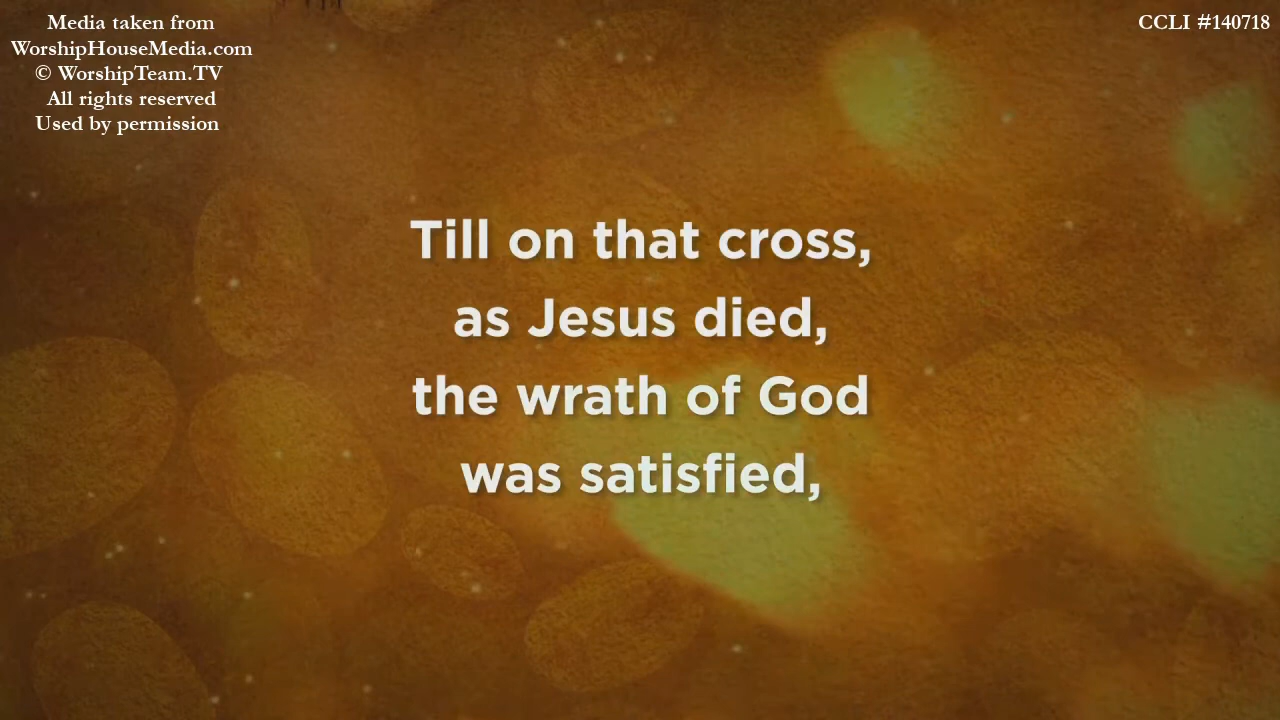 Media taken from
WorshipHouseMedia.com
© WorshipTeam.TV
All rights reserved
Used by permission
CCLI #140718
Till on that cross,
as Jesus died,
the wrath of God
was satisfied,